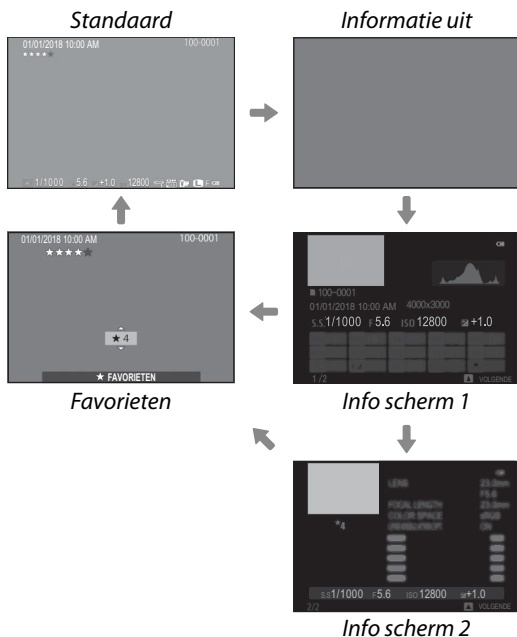 Standaard
Informatie uit
01/01/2018 10:00 AM
100-0001
★★★★★
1/1000 5.6 +1.0 12800 F
01/01/2018 10:00 AM
100-0001
★★★★★
★ 4
★ FAVORIETEN
Favorieten
100-0001
01/01/2018 10:00 AM 4000x3000
S.S. 1/1000 F 5.6 ISO 12800 +1.0
1/2
VOLGENDE
Info scherm 1
LENS 23.0mm
F5.6
FOCAL LENGTH 23.0mm
COLOR SPACE sRGB
ON
*4
S.S 1/1000 F 5.6 ISO 12800 +1.0
2/2
VOLGENDE
Info scherm 2